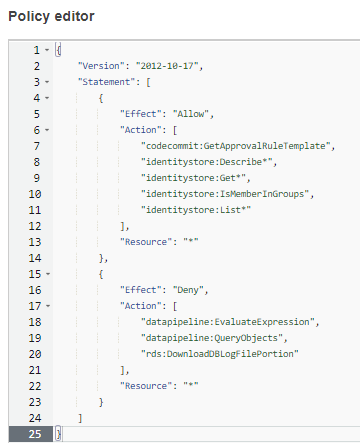 Policy editor
1 {
2 "Version": "2012-10-17",
3 "Statement": [
4 {
5 "Effect": "Allow",
6 "Action": [
7 "codecommit:GetApprovalRuleTemplate",
8 "identitystore:Describe*",
9 "identitystore:Get*",
10 "identitystore:IsMemberInGroups",
11 "identitystore:List*"
12 ],
13 "Resource": "*"
14 },
15 {
16 "Effect": "Deny",
17 "Action": [
18 "datapipeline:EvaluateExpression",
19 "datapipeline:QueryObjects",
20 "rds:DownloadDBLogFilePortion"
21 ],
22 "Resource": "*"
23 }
24 ]
25 }